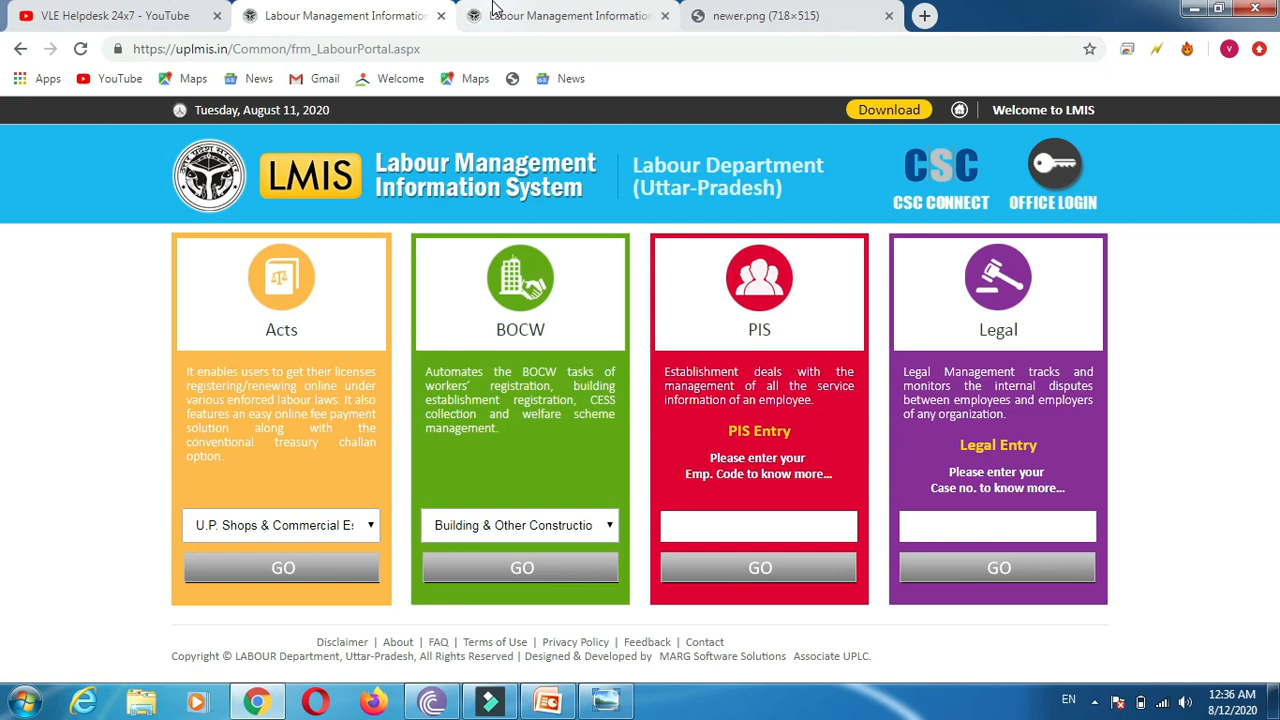 VLE Helpdesk 24x7 - YouTube
Labour Management Information
Labour Management Information
newer.png (718×515)
https://uplmis.in/Common/frm_LabourPortal.aspx
V
Apps
YouTube
Maps
News
Gmail
Welcome
Maps
News
Tuesday, August 11, 2020
Download
Welcome to LMIS
LMIS
Labour Management
Information System
Labour Department
(Uttar-Pradesh)
CSC
CSC CONNECT
OFFICE LOGIN
Acts
It enables users to get their licenses
registering/renewing online under
various enforced labour laws. It also
features an easy online fee payment
solution along with the
conventional treasury challan
option.
U.P. Shops & Commercial Es
GO
BOCW
Automates the BOCW tasks of
workers' registration, building
establishment registration, CESS
collection and welfare scheme
management.
Building & Other Constructio
GO
PIS
Establishment deals with the
management of all the service
information of an employee.
PIS Entry
Please enter your
Emp. Code to know more...
GO
Legal
Legal Management tracks and
monitors the internal disputes
between employees and employers
of any organization.
Legal Entry
Please enter your
Case no. to know more...
GO
Disclaimer | About | FAQ | Terms of Use | Privacy Policy | Feedback | Contact
Copyright © LABOUR Department, Uttar-Pradesh, All Rights Reserved | Designed & Developed by MARG Software Solutions Associate UPLC.
EN
12:36 AM
8/12/2020